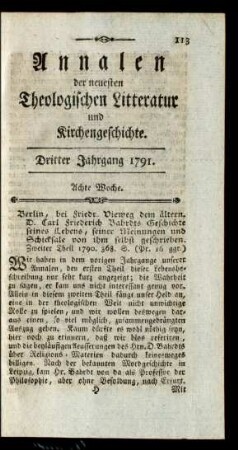 113
Annalen
der neuesten
Theologischen Litteratur
und
Kirchengeschichte.
Dritter Jahrgang 1791.
Achte Woche.
Berlin, bei Friedr. Vieweg dem Ältern.
D. Carl Friederich Bahrdts Geschichte
seines Lebens, seiner Meinungen und
Schicksale von ihm selbst geschrieben.
Zweiter Theil 1790. 368. S. (Pr. 16 ggr.)
Wir haben in dem vorigen Jahrgange unserer
Annalen, den ersten Theil dieser Lebensbe-
schreibung nur sehr kurz angezeigt; die Wahrheit
zu sagen, er kam uns nicht interessant genug vor.
Allein in diesem zweiten Theil fängt unser Held an,
eine in der theologischen Welt nicht unwichtige
Rolle zu spielen, und wir wollen deswegen dar-
aus einen, so viel möglich, zusammengedrängten
Auszug geben. Kaum dürfte es wohl nöthig seyn,
hier noch zu erinnern, daß wir blos referiren,
und die beyläufigen Aeusserungen des Hrn. D. Bahrdts
über Religions-Materien dadurch keinesweges
billigen. Nach der bekannten Mordgeschichte in
Leipzig, kam Hr. Bahrdt von da als Professor der
Philosophie, aber ohne Besoldung, nach Erfurt.
H Mit